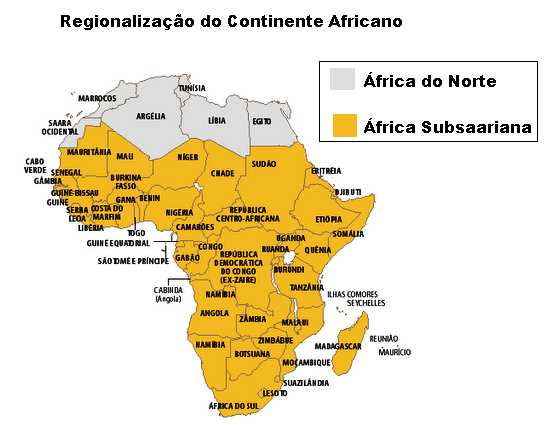 Regionalização do Continente Africano
África do Norte
África Subsaariana
TUNÍSIA
MARROCOS
ARGÉLIA
LÍBIA
EGITO
SAARA
OCIDENTAL
MAURITÂNIA
MALI
NÍGER
CHADE
SUDÃO
ERITRÉIA
CABO
VERDE
SENEGAL
GÂMBIA
BURKINA
FASSO
DJIBUTI
GUINÉ-BISSAU
GUINÉ
GANA
BENIN
NIGÉRIA
ETIÓPIA
SERRA
LEOA
COSTA DO
MARFIM
REPÚBLICA
CENTRO-AFRICANA
LIBÉRIA
TOGO
CAMARÕES
SOMÁLIA
GUINÉ EQUATORIAL
CONGO
UGANDA
QUÊNIA
SÃO TOMÉ E PRÍNCIPE
GABÃO
REPÚBLICA
DEMOCRÁTICA
DO CONGO
(EX-ZAIRE)
RUANDA
BURUNDI
CABINDA
(Angola)
TANZÂNIA
NAMÍBIA
ILHAS COMORES
SEYCHELLES
ANGOLA
ZÂMBIA
MALAUI
NAMÍBIA
ZIMBÁBUE
MADAGASCAR
REUNIÃO
MAURÍCIO
BOTSUANA
MOÇAMBIQUE
SUAZILÂNDIA
LESOTO
ÁFRICA DO SUL